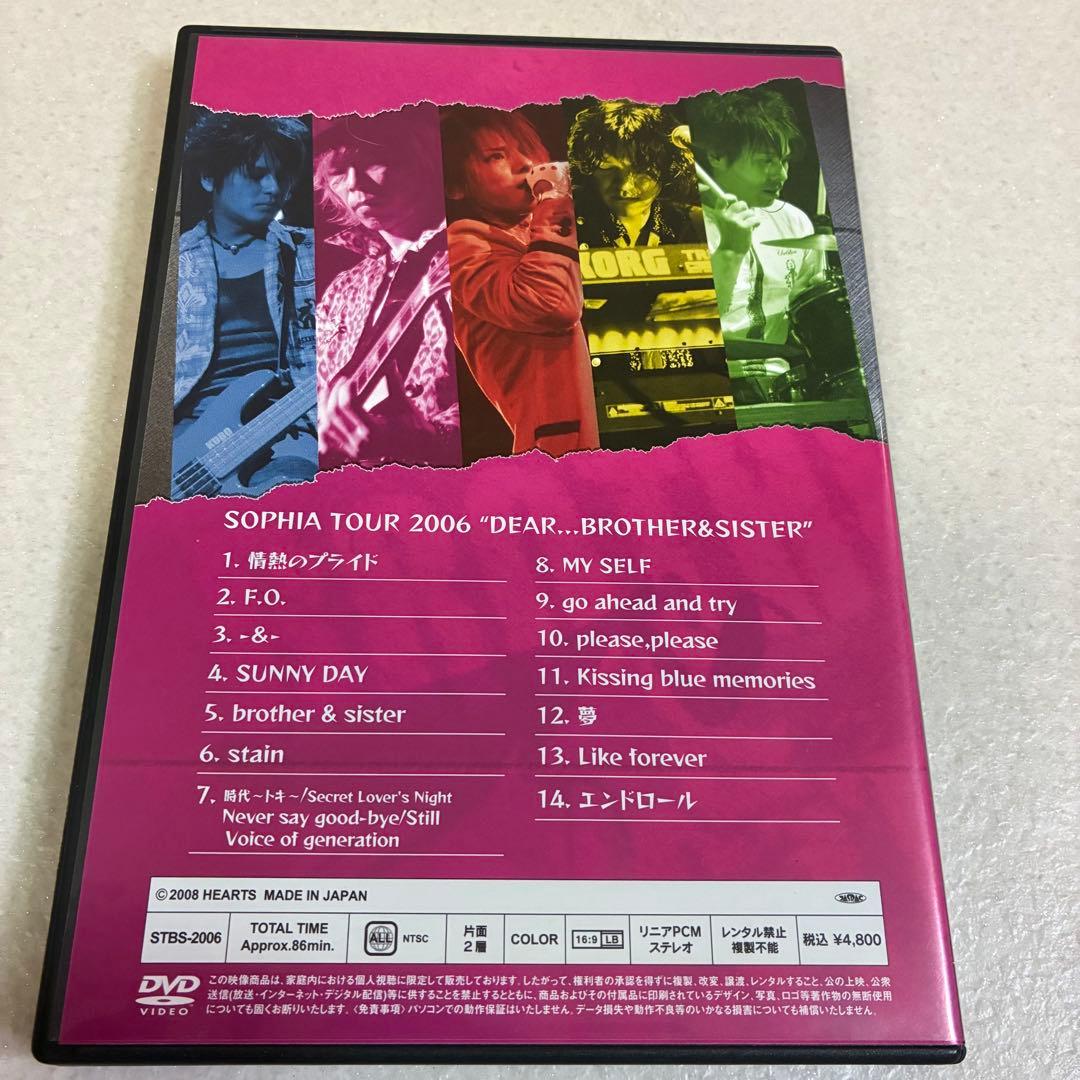 KORG
TR
KUBO
SOPHIA TOUR 2006 “DEAR...BROTHER&SISTER”
1. 情熱のプライド
2. F.O.
3. -&-
4. SUNNY DAY
5. brother & sister
6. stain
7. 時代～トキ～/Secret Lover's Night
Never say good-bye/Still
Voice of generation
8. MY SELF
9. go ahead and try
10. please,please
11. Kissing blue memories
12. 夢
13. Like forever
14. エンドロール
©2008 HEARTS MADE IN JAPAN
JASRAC
STBS-2006
TOTAL TIME
Approx.86min.
ALL NTSC
片面
2層
COLOR
16:9 LB
リニアPCM
ステレオ
レンタル禁止
複製不能
税込 ¥4,800
DVD
VIDEO
この映像商品は、家庭内における個人視聴に限定して販売しております。したがって、権利者の承認を得ずに複製、改変、譲渡、レンタルすること、公の上映、公衆
送信(放送・インターネット・デジタル配信)等に供することを禁止するとともに、商品およびその付属品に印刷されているデザイン、写真、ロゴ等著作物の無断使用
についても固くお断りいたします。〈免責事項〉パソコンでの動作保証はいたしません。データ損失や動作不良等のいかなる損害についても補償いたしません。